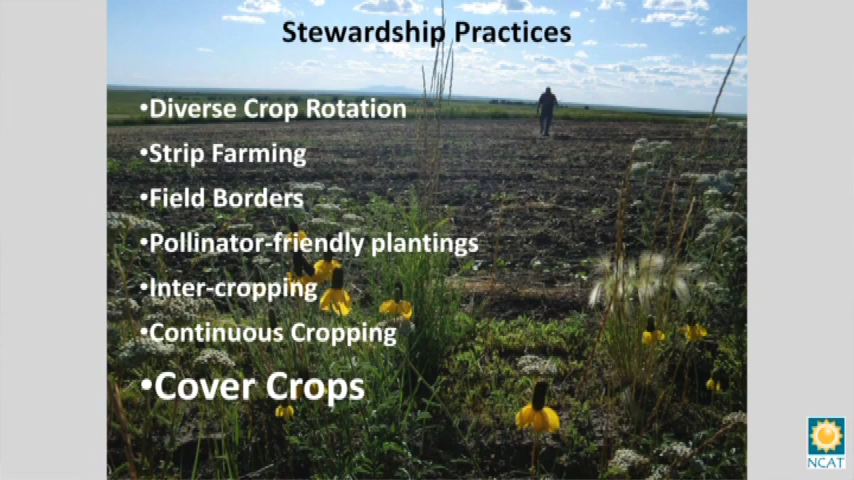 Stewardship Practices
•Diverse Crop Rotation
•Strip Farming
•Field Borders
•Pollinator-friendly plantings
•Inter-cropping
•Continuous Cropping
•Cover Crops
NCAT